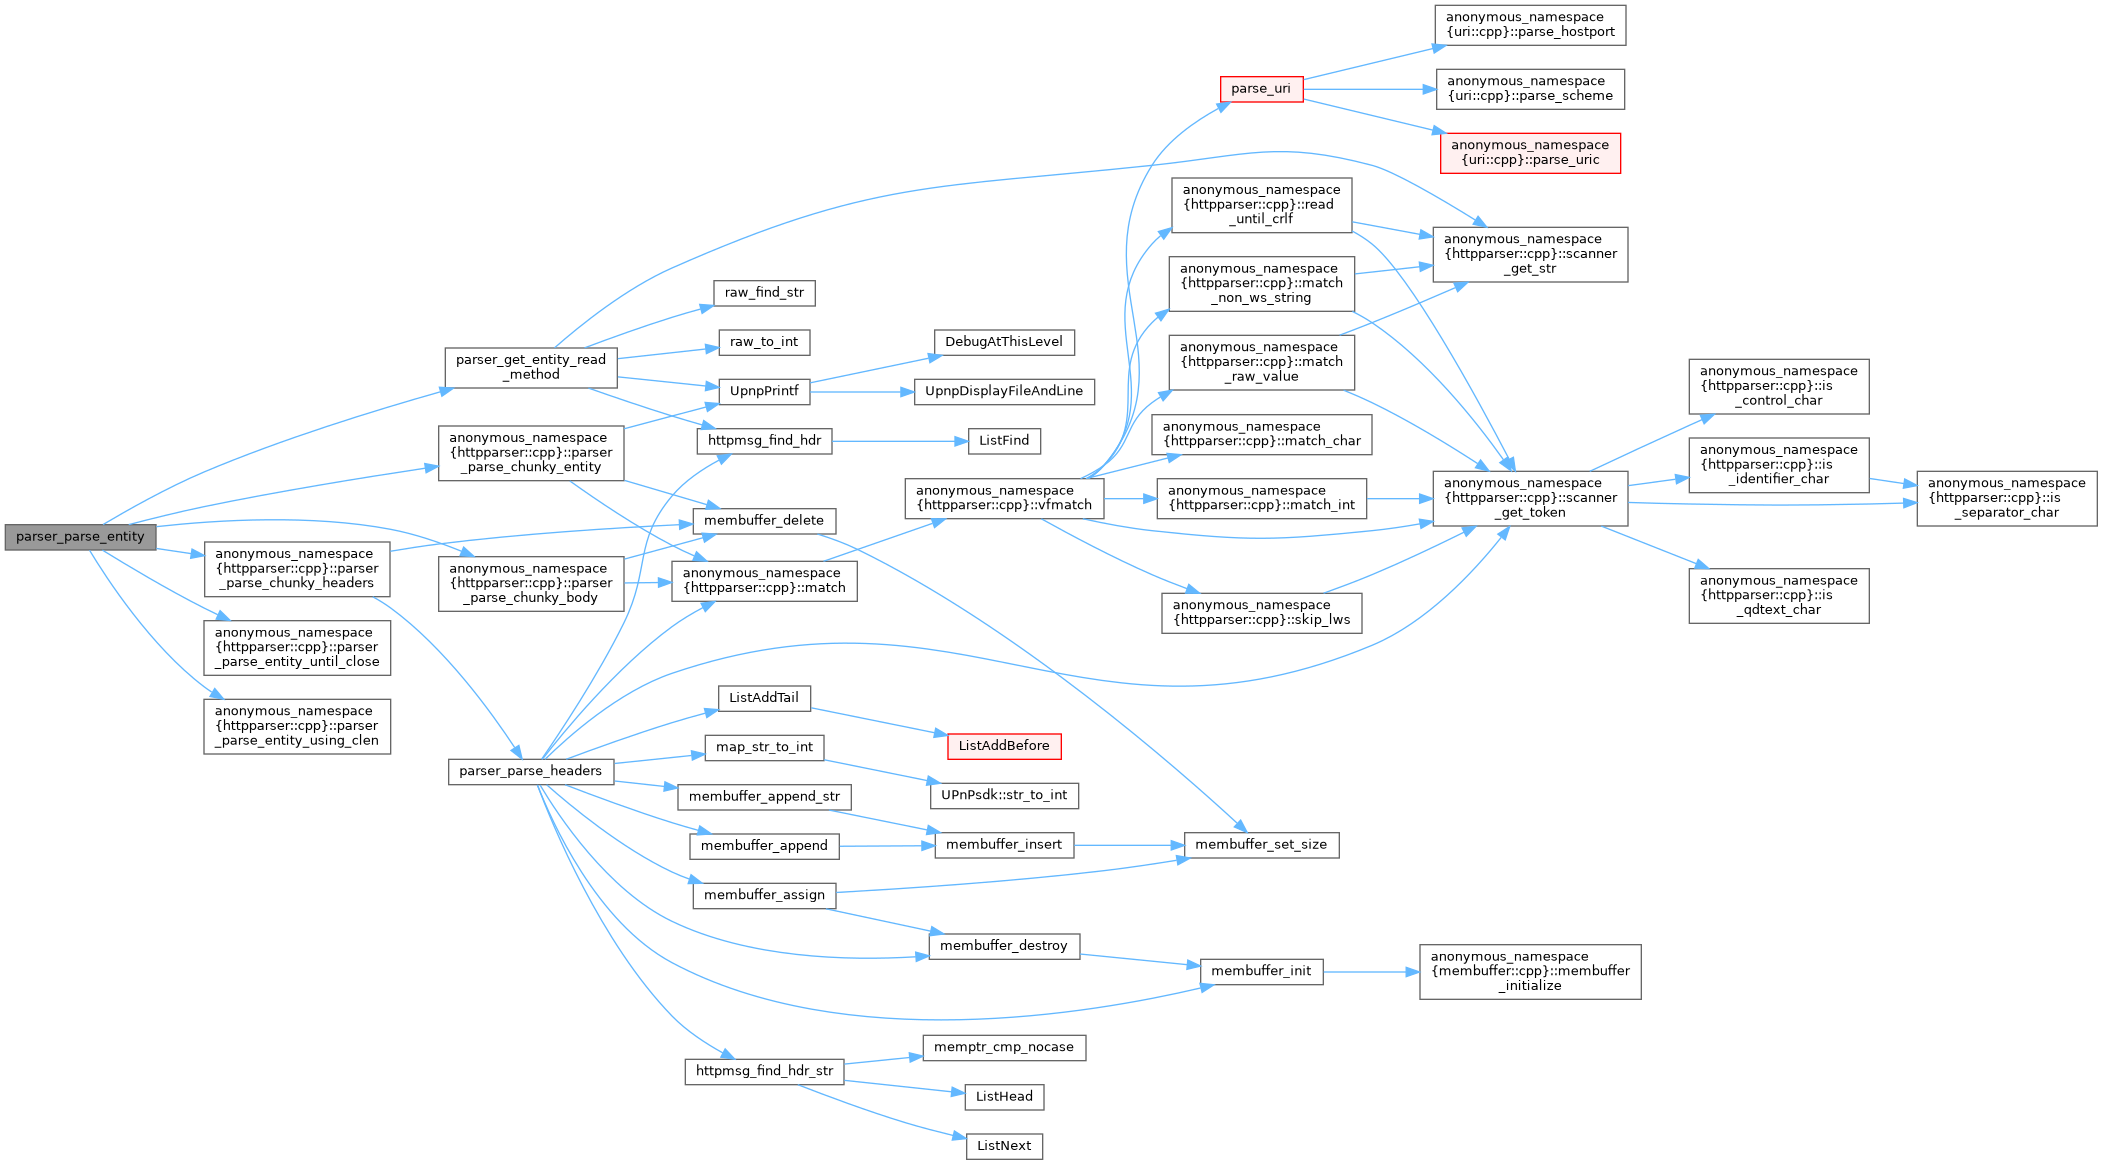 parser_parse_entity
parser_get_entity_read
_method
anonymous_namespace
{httpparser::cpp}::parser
_parse_chunky_entity
anonymous_namespace
{httpparser::cpp}::parser
_parse_chunky_headers
anonymous_namespace
{httpparser::cpp}::parser
_parse_chunky_body
anonymous_namespace
{httpparser::cpp}::parser
_parse_entity_until_close
anonymous_namespace
{httpparser::cpp}::parser
_parse_entity_using_clen
parser_parse_headers
raw_find_str
raw_to_int
UpnpPrintf
httpmsg_find_hdr
membuffer_delete
anonymous_namespace
{httpparser::cpp}::match
ListAddTail
map_str_to_int
membuffer_append_str
membuffer_append
membuffer_assign
httpmsg_find_hdr_str
DebugAtThisLevel
UpnpDisplayFileAndLine
ListFind
anonymous_namespace
{httpparser::cpp}::vfmatch
ListAddBefore
UPnPsdk::str_to_int
membuffer_insert
membuffer_destroy
memptr_cmp_nocase
ListHead
ListNext
parse_uri
anonymous_namespace
{httpparser::cpp}::read
_until_crlf
anonymous_namespace
{httpparser::cpp}::match
_non_ws_string
anonymous_namespace
{httpparser::cpp}::match
_raw_value
anonymous_namespace
{httpparser::cpp}::match_char
anonymous_namespace
{httpparser::cpp}::match_int
anonymous_namespace
{httpparser::cpp}::skip_lws
membuffer_set_size
membuffer_init
anonymous_namespace
{uri::cpp}::parse_hostport
anonymous_namespace
{uri::cpp}::parse_scheme
anonymous_namespace
{uri::cpp}::parse_uric
anonymous_namespace
{httpparser::cpp}::scanner
_get_str
anonymous_namespace
{httpparser::cpp}::scanner
_get_token
anonymous_namespace
{membuffer::cpp}::membuffer
_initialize
anonymous_namespace
{httpparser::cpp}::is
_control_char
anonymous_namespace
{httpparser::cpp}::is
_identifier_char
anonymous_namespace
{httpparser::cpp}::is
_qdtext_char
anonymous_namespace
{httpparser::cpp}::is
_separator_char